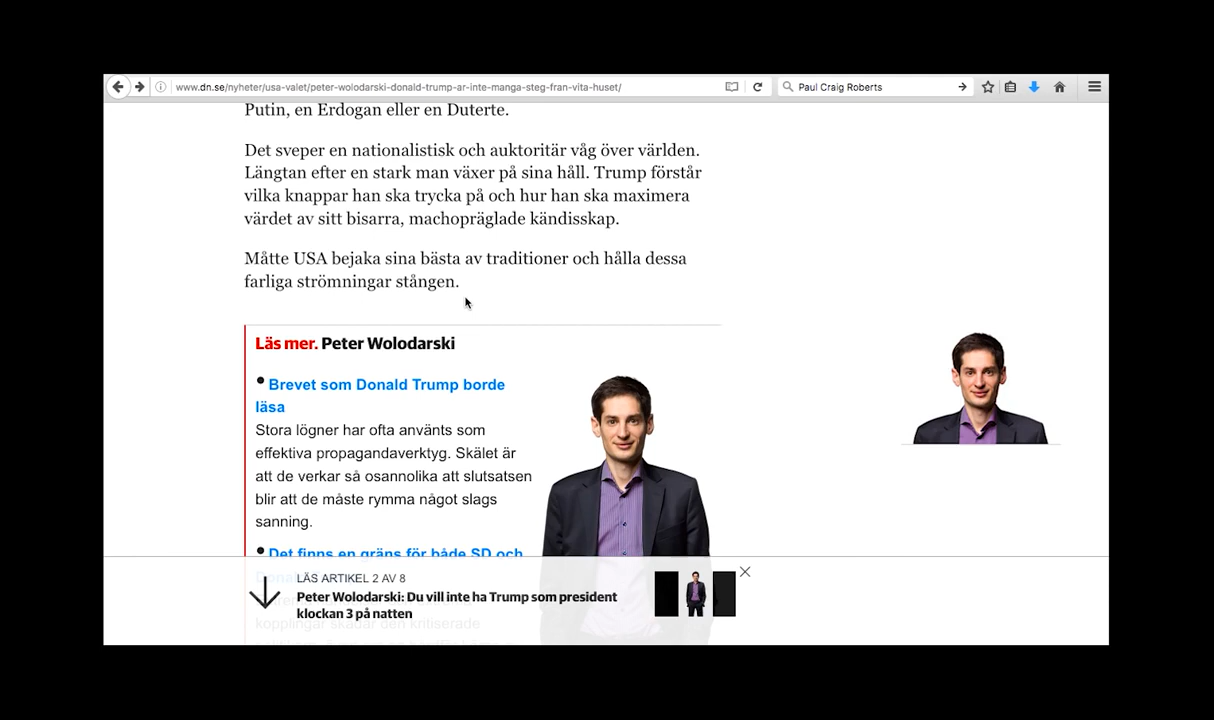 www.dn.se/nyheter/usa-valet/peter-wolodarski-donald-trump-ar-inte-manga-steg-fran-vita-huset/
Paul Craig Roberts
Putin, en Erdogan eller en Duterte.
Det sveper en nationalistisk och auktoritär våg över världen.
Längtan efter en stark man växer på sina håll. Trump förstår
vilka knappar han ska trycka på och hur han ska maximera
värdet av sitt bisarra, machopräglade kändisskap.
Måtte USA bejaka sina bästa av traditioner och hålla dessa
farliga strömningar stången.
Läs mer. Peter Wolodarski
Brevet som Donald Trump borde
läsa
Stora lögner har ofta använts som
effektiva propagandaverktyg. Skälet är
att de verkar så osannolika att slutsatsen
blir att de måste rymma något slags
sanning.
Det finns en gräns för både SD och
LÄS ARTIKEL 2 AV 8
Peter Wolodarski: Du vill inte ha Trump som president
klockan 3 på natten
kopplingar skadar den kritiserade